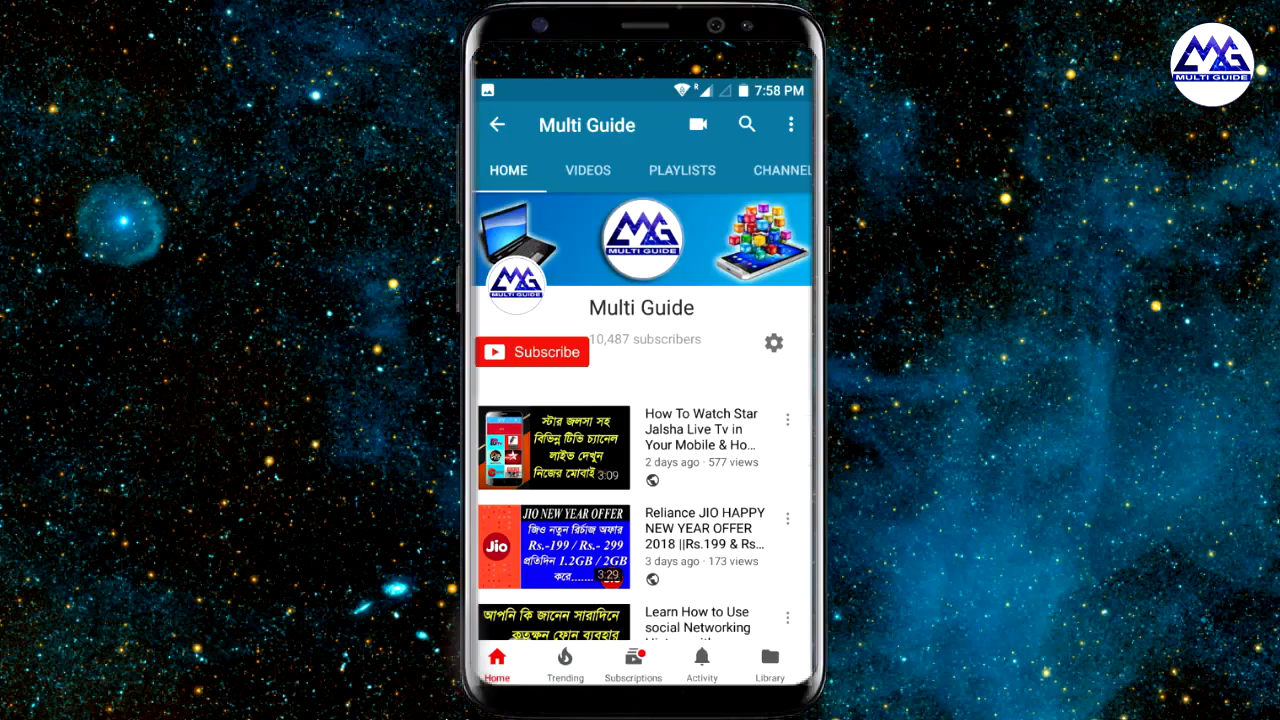 MG
MULTI GUIDE
R
7:58 PM
Multi Guide
HOME VIDEOS PLAYLISTS CHANNEL
MG
MULTI GUIDE
MG
MULTI GUIDE
Multi Guide
10,487 subscribers
Subscribe
স্টার জলসা সহ
বিভিন্ন টিভি চ্যানেল
লাইভ দেখুন
নিজের মোবাই
3:09
How To Watch Star
Jalsha Live Tv in
Your Mobile & Ho...
2 days ago · 577 views
JIO NEW YEAR OFFER
জিও নতুন রির্চাজ অফার
Rs.-199 / Rs.- 299
প্রতিদিন 1.2GB / 2GB
করে.......
Jio
3:29
Reliance JIO HAPPY
NEW YEAR OFFER
2018 ||Rs.199 & Rs...
3 days ago · 173 views
আপনি কি জানেন সারাদিনে
কতক্ষন ফোন ব্যবহার
Learn How to Use
social Networking
Home Trending Subscriptions Activity Library